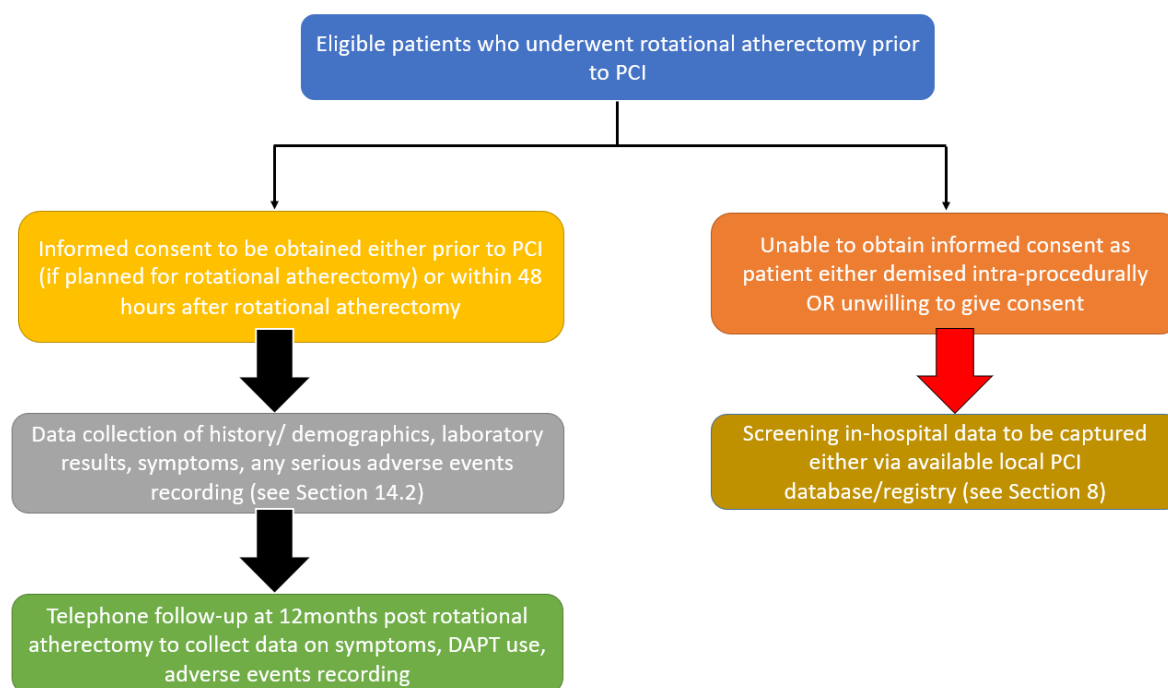 Eligible patients who underwent rotational atherectomy prior
to PCI
Informed consent to be obtained either prior to PCI
(if planned for rotational atherectomy) or within 48
hours after rotational atherectomy
Unable to obtain informed consent as
patient either demised intra-procedurally
OR unwilling to give consent
Data collection of history/ demographics, laboratory
results, symptoms, any serious adverse events
recording (see Section 14.2)
Screening in-hospital data to be captured
either via available local PCI
database/registry (see Section 8)
Telephone follow-up at 12months post rotational
atherectomy to collect data on symptoms, DAPT use,
adverse events recording